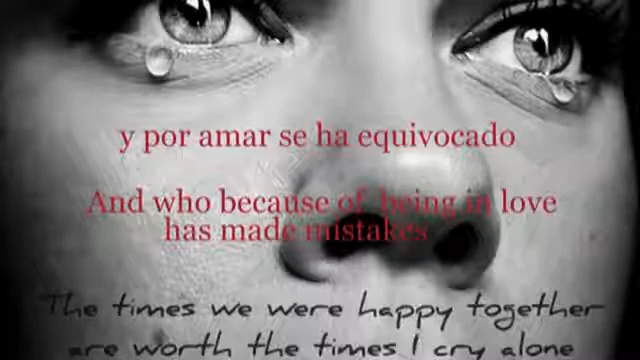 y por amar se ha equivocado
And who because of being in love
has made mistakes
The times we were happy together
are worth the times I cry alone